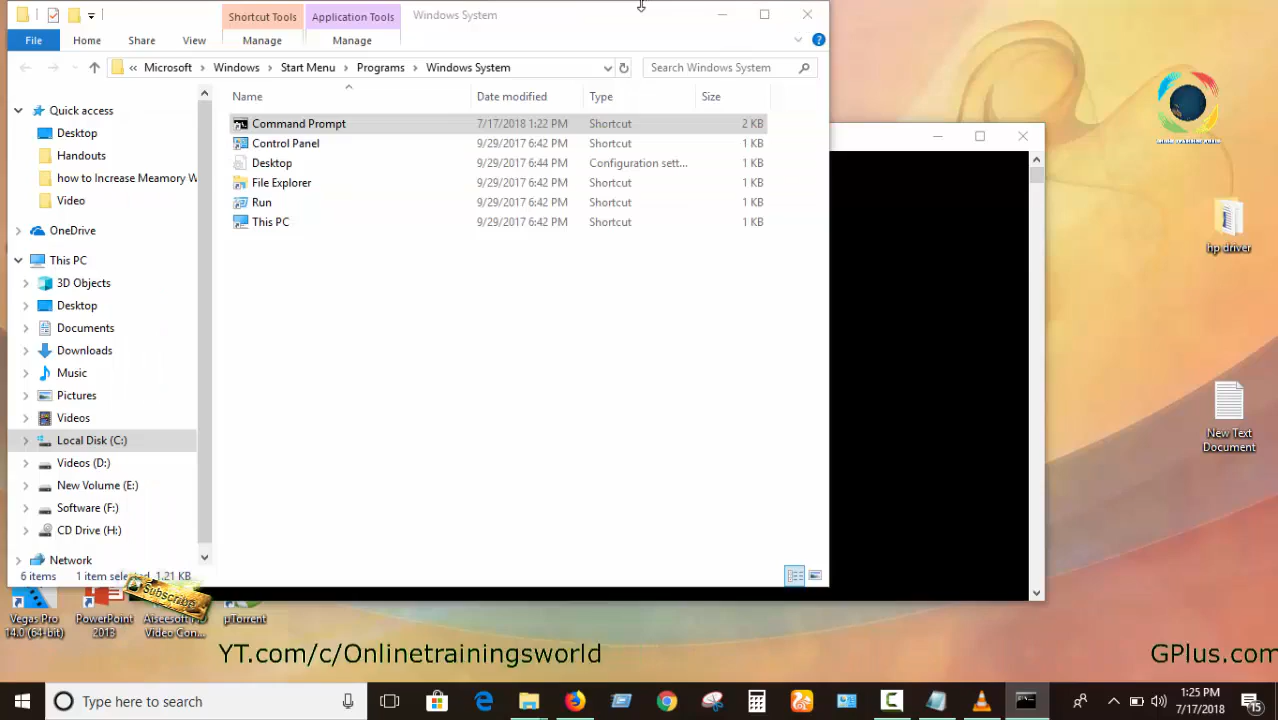 Shortcut Tools
Application Tools
Windows System
File
Home
Share
View
Manage
Manage
« Microsoft > Windows > Start Menu > Programs > Windows System
Search Windows System
Name
Date modified
Type
Size
Quick access
Desktop
Handouts
how to Increase Meamory W
Video
OneDrive
This PC
3D Objects
Desktop
Documents
Downloads
Music
Pictures
Videos
Local Disk (C:)
Videos (D:)
New Volume (E:)
Software (F:)
CD Drive (H:)
Network
Command Prompt 7/17/2018 1:22 PM Shortcut 2 KB
Control Panel 9/29/2017 6:42 PM Shortcut 1 KB
Desktop 9/29/2017 6:44 PM Configuration sett... 1 KB
File Explorer 9/29/2017 6:42 PM Shortcut 1 KB
Run 9/29/2017 6:42 PM Shortcut 1 KB
This PC 9/29/2017 6:42 PM Shortcut 1 KB
6 items 1 item selected 1.21 KB
Subscribe
hp driver
New Text
Document
Vegas Pro
14.0 (64-bit)
PowerPoint
2013
Aiseesoft
Video Con...
µTorrent
YT.com/c/Onlinetrainingsworld
GPlus.com
Type here to search
1:25 PM
7/17/2018
15